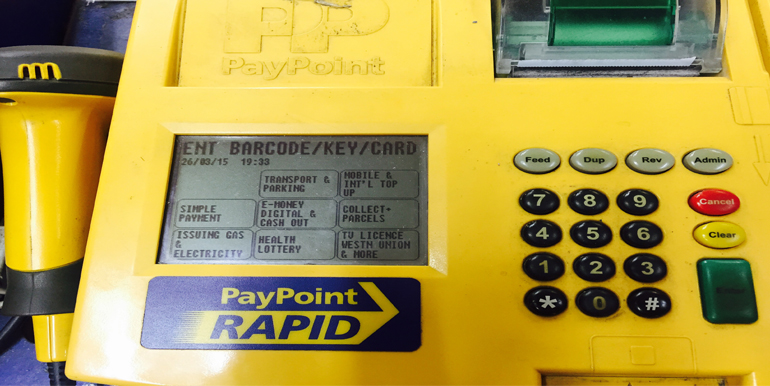 PP
PayPoint
ENT BARCODE/KEY/CARD
26/03/15 19:33
TRANSPORT &
PARKING
MOBILE &
INT'L TOP
UP
SIMPLE
PAYMENT
E-MONEY
DIGITAL &
CASH OUT
COLLECT+
PARCELS
ISSUING GAS
&
ELECTRICITY
HEALTH
LOTTERY
TV LICENCE
WESTN UNION
& MORE
PayPoint
RAPID
Feed Dup Rev Admin
7 8 9 Cancel
4 5 6 Clear
1 2 3 Enter
* 0 #